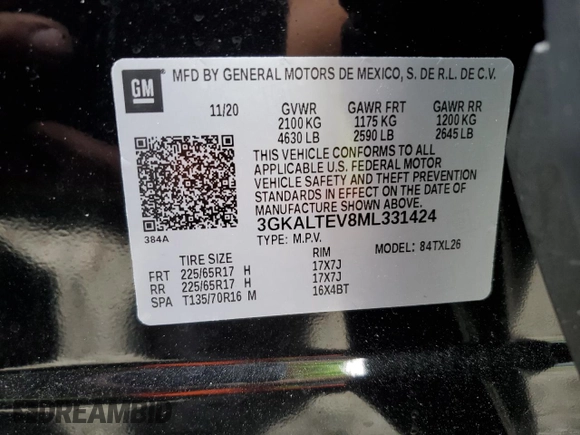 GM
MFD BY GENERAL MOTORS DE MEXICO, S. DE R.L. DE C.V.
11/20 GVWR GAWR FRT GAWR RR
2100 KG 1175 KG 1200 KG
4630 LB 2590 LB 2645 LB
THIS VEHICLE CONFORMS TO ALL
APPLICABLE U.S. FEDERAL MOTOR
VEHICLE SAFETY AND THEFT PREVENTION
STANDARDS IN EFFECT ON THE DATE OF
MANUFACTURE SHOWN ABOVE.
384A
3GKALTEV8ML331424
TYPE: M.P.V. MODEL: 84TXL26
TIRE SIZE RIM
FRT 225/65R17 H 17X7J
RR 225/65R17 H 17X7J
SPA T135/70R16 M 16X4BT
DREAMBID